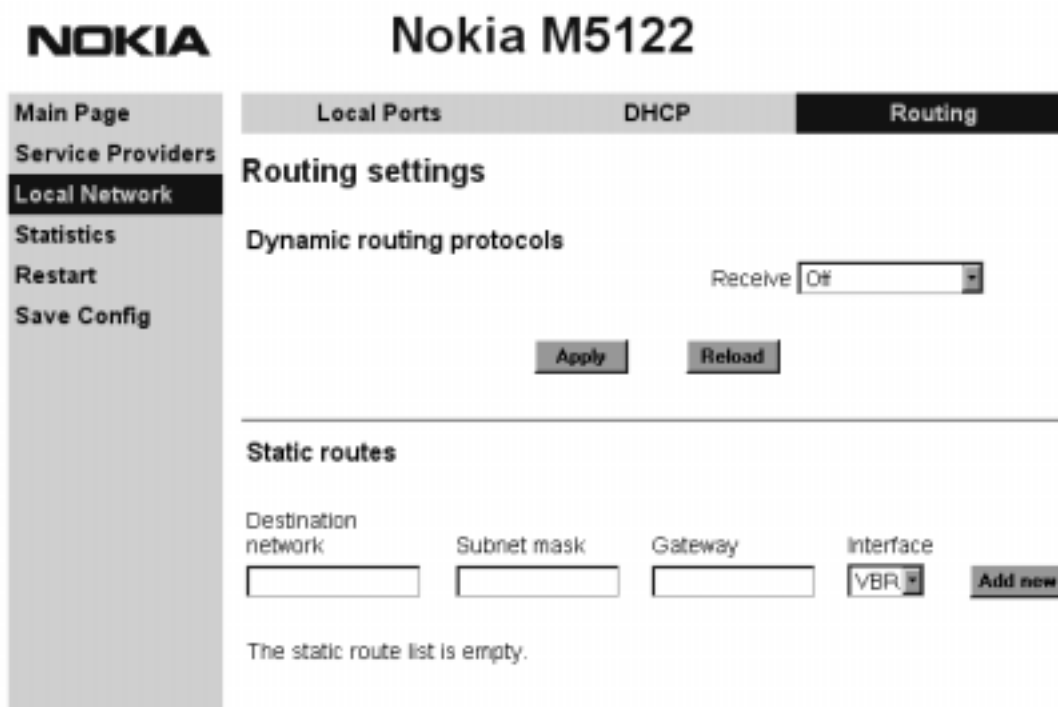 NOKIA
Nokia M5122
Main Page
Service Providers
Local Network
Statistics
Restart
Save Config
Local Ports DHCP Routing
Routing settings
Dynamic routing protocols
Receive Off
Apply Reload
Static routes
Destination
network Subnet mask Gateway Interface
VBR Add new
The static route list is empty.